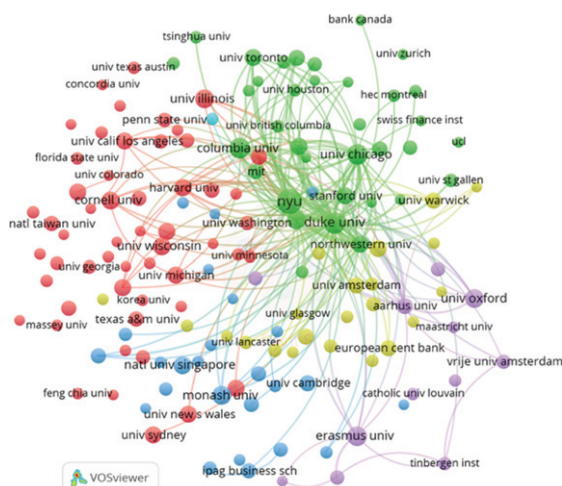 bank canada
tsinghua univ
univ toronto
univ zurich
univ texas austin
concordia univ
univ houston
hec montreal
univ illinois
penn state univ
univ british columbia
swiss finance inst
univ calif los angeles
columbia univ
univ chicago
ucl
florida state univ
mit
univ colorado
harvard univ
stanford univ
univ st gallen
cornell univ
nyu
univ warwick
natl taiwan univ
univ washington
duke univ
univ wisconsin
northwestern univ
univ minnesota
univ georgia
univ michigan
univ amsterdam
korea univ
aarhus univ
univ oxford
massey univ
texas a&m univ
univ glasgow
maastricht univ
univ lancaster
european cent bank
natl univ singapore
vrije univ amsterdam
feng chia univ
monash univ
univ cambridge
catholic univ louvain
univ new s wales
univ sydney
erasmus univ
ipag business sch
tinbergen inst
VOSviewer